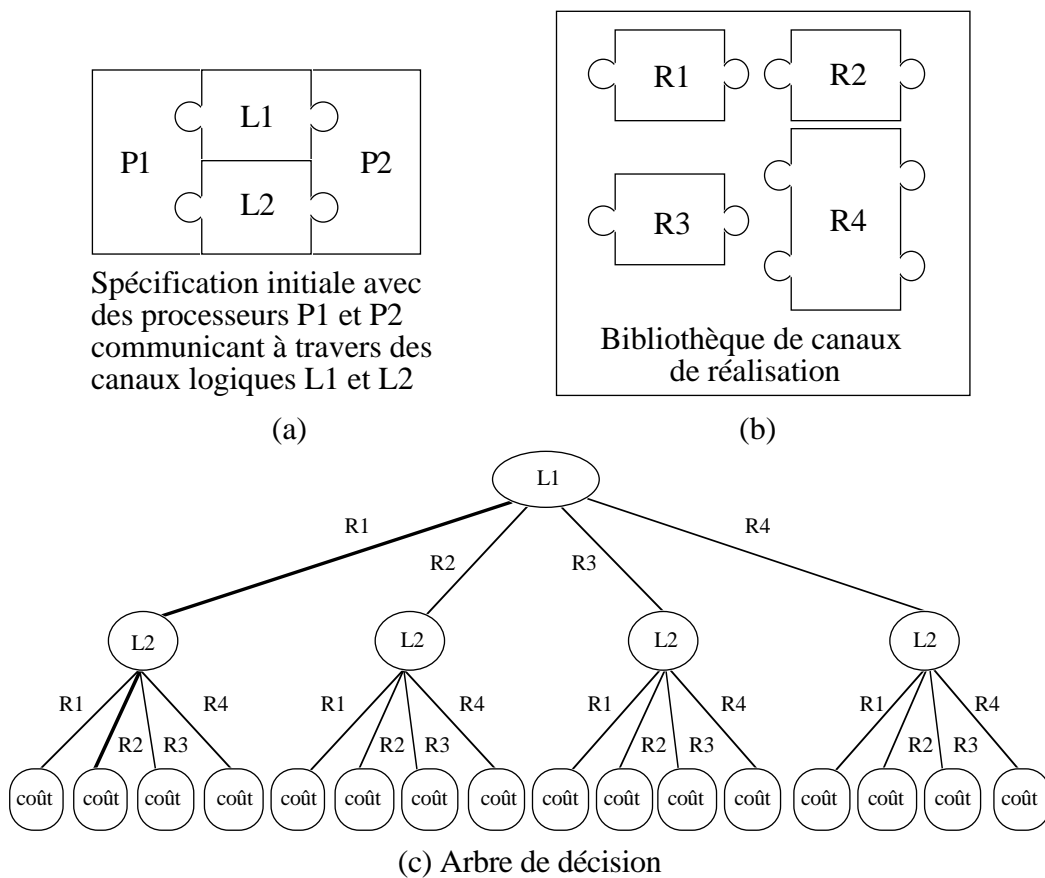 P1
L1
L2
P2
Spécification initiale avec
des processeurs P1 et P2
communicant à travers des
canaux logiques L1 et L2
(a)
R1
R2
R3
R4
Bibliothèque de canaux
de réalisation
(b)
L1
R1
R2
R3
R4
L2
L2
L2
L2
R1 R2 R3 R4
R1 R2 R3 R4
R1 R2 R3 R4
R1 R2 R3 R4
coût coût coût coût coût coût coût coût coût coût coût coût coût coût coût coût
(c) Arbre de décision